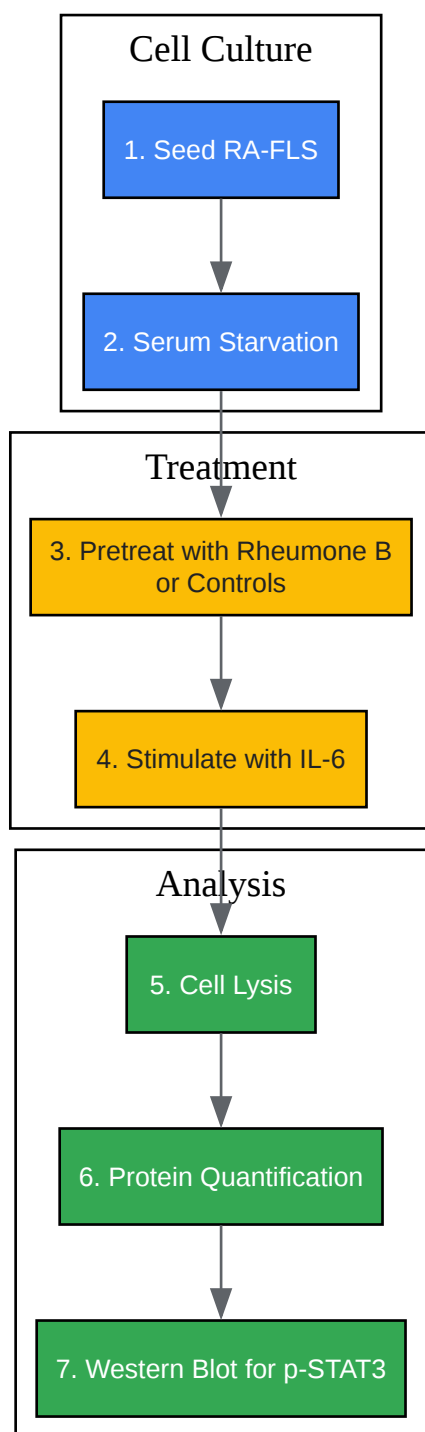 Cell Culture
1. Seed RA-FLS
2. Serum Starvation
Treatment
3. Pretreat with Rheumone B
or Controls
4. Stimulate with IL-6
Analysis
5. Cell Lysis
6. Protein Quantification
7. Western Blot for p-STAT3